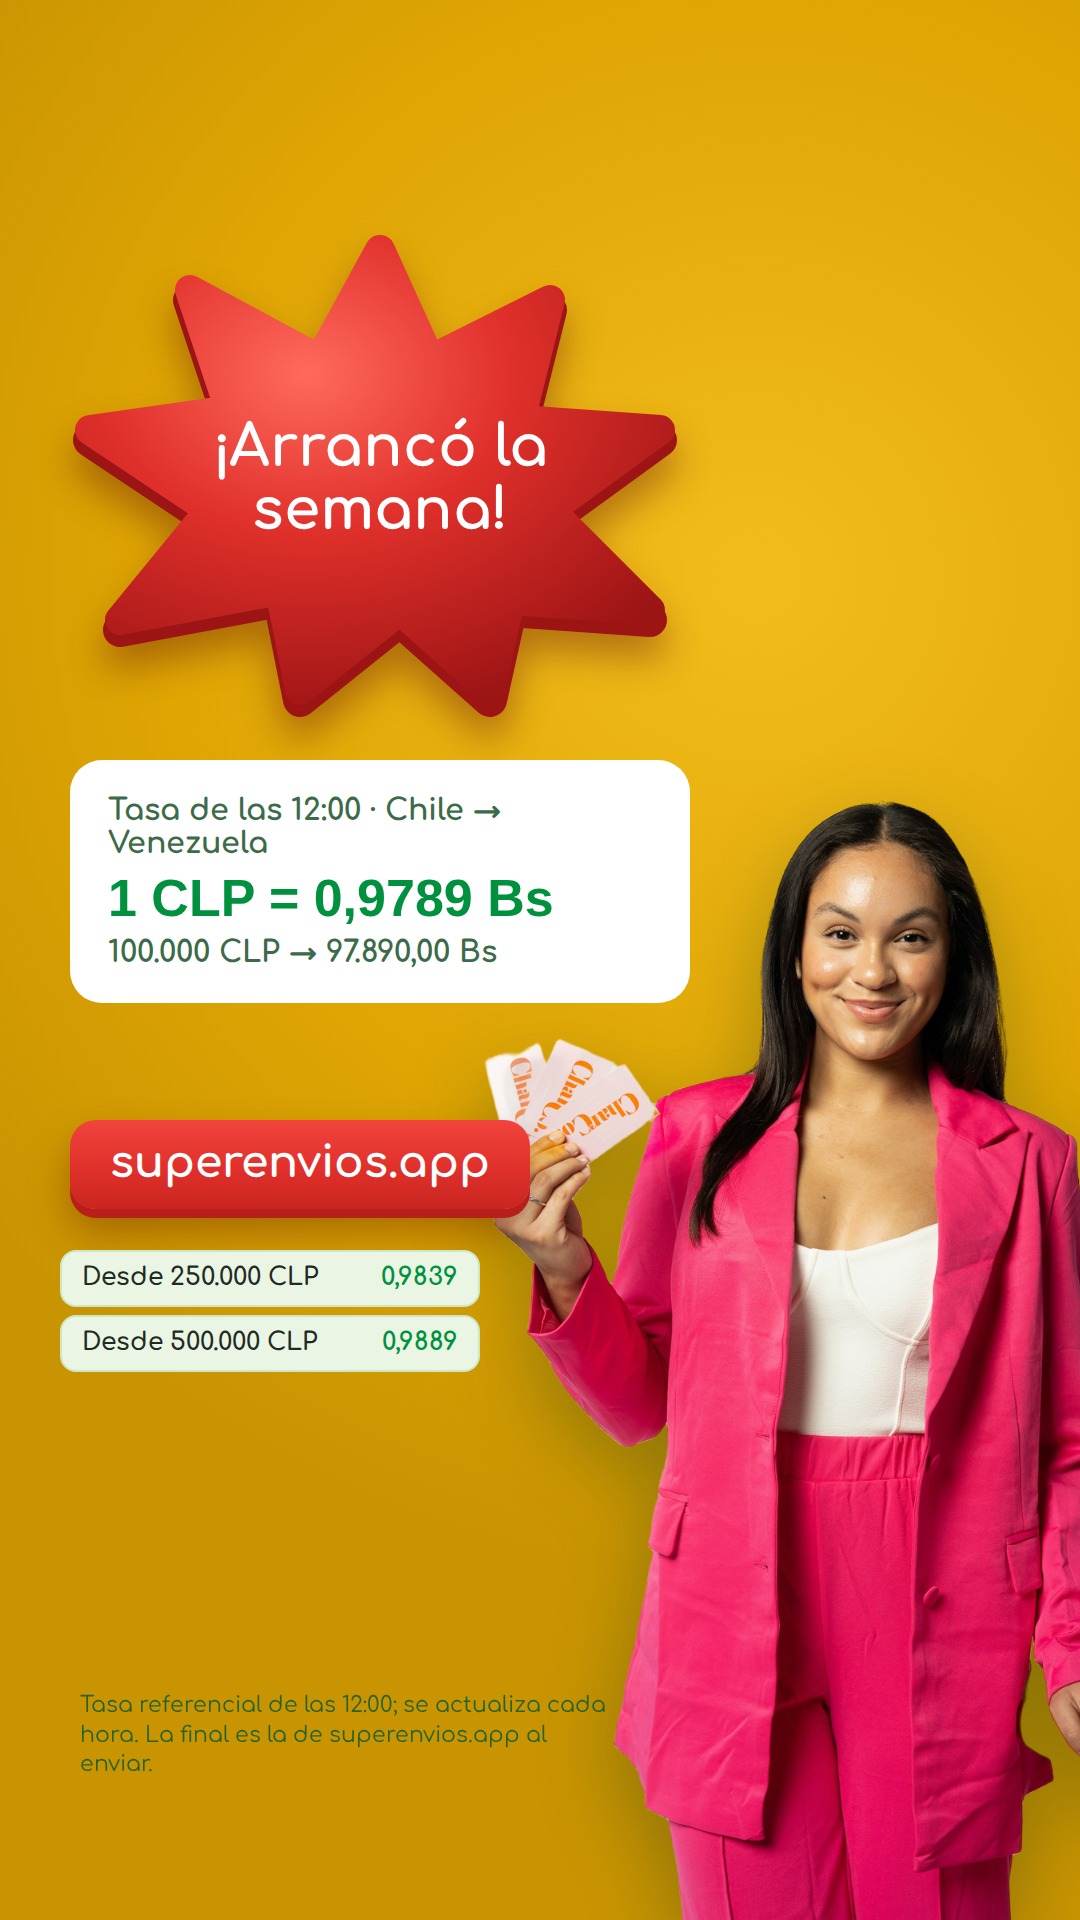 ¡Arrancó la
semana!
Tasa de las 12:00 · Chile →
Venezuela
1 CLP = 0,9789 Bs
100.000 CLP → 97.890,00 Bs
superenvios.app
Desde 250.000 CLP 0,9839
Desde 500.000 CLP 0,9889
Tasa referencial de las 12:00; se actualiza cada
hora. La final es la de superenvios.app al
enviar.